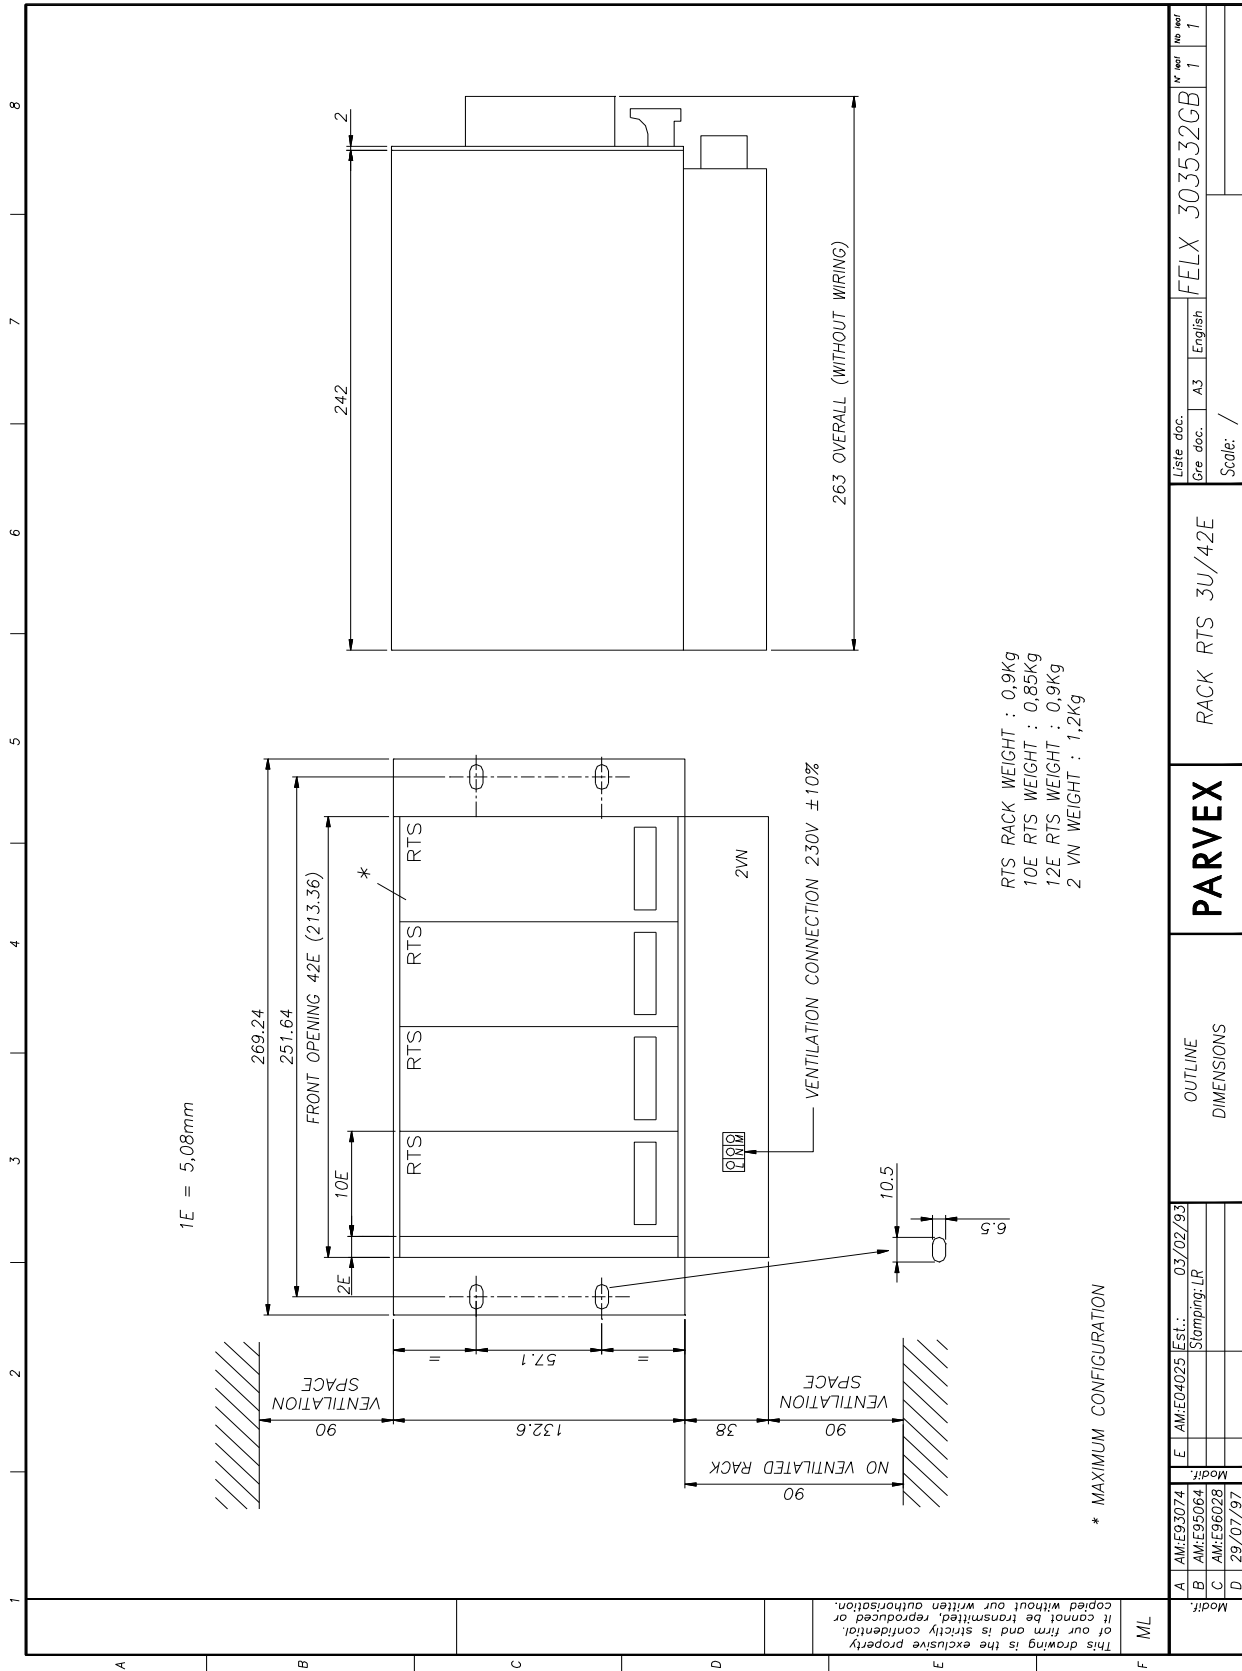 1
2
3
4
5
6
7
8
A
B
C
D
E
F
1E = 5,08mm
269.24
251.64
FRONT OPENING 42E (213.36)
2E
10E
RTS
RTS
RTS
RTS
*
2VN
L N M
VENTILATION CONNECTION 230V ±10%
10.5
6.5
=
57.1
=
90
VENTILATION
SPACE
132.6
38
90
VENTILATION
SPACE
NO VENTILATED RACK
90
242
2
263 OVERALL (WITHOUT WIRING)
RTS RACK WEIGHT : 0,9Kg
10E RTS WEIGHT : 0,85Kg
12E RTS WEIGHT : 0,9Kg
2 VN WEIGHT : 1,2Kg
* MAXIMUM CONFIGURATION
This drawing is the exclusive property
of our firm and is strictly confidential.
It cannot be transmitted, reproduced or
copied without our written authorisation.
ML
Modif.
A AM:E93074
B AM:E95064
C AM:E96028
D 29/07/97
Modif.
E AM:E04025
Est.: 03/02/93
Stamping: LR
OUTLINE
DIMENSIONS
PARVEX
RACK RTS 3U/42E
Liste doc.
Gre doc. A3 English
FELX 303532GB
N° leaf 1
Nb leaf 1
Scale: /